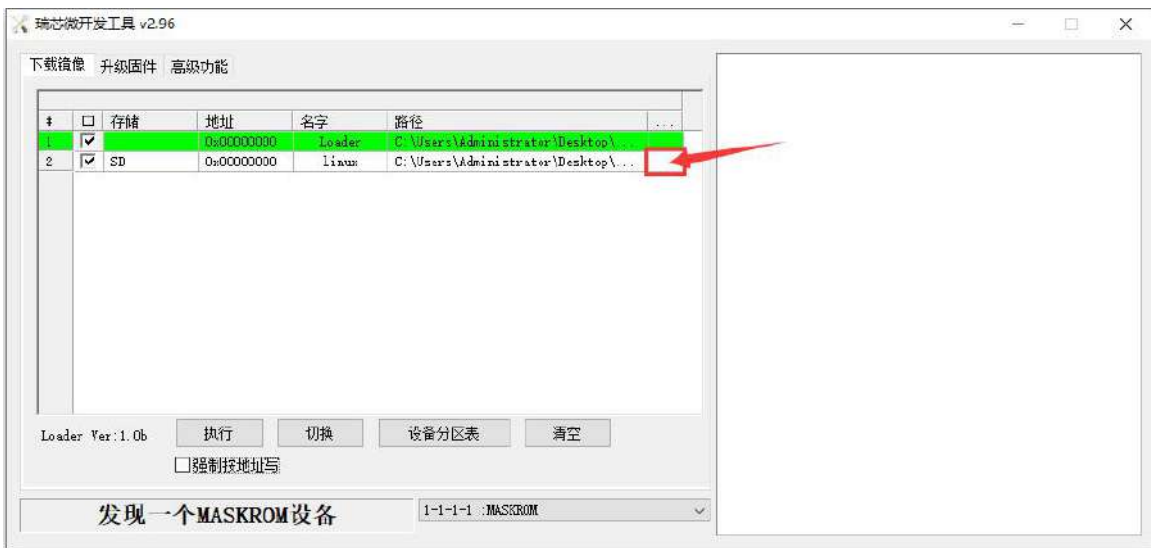 瑞芯微开发工具 v2.96
下载镜像 升级固件 高级功能
# 存储 地址 名字 路径 ...
1 0x00000000 Loader C:\Users\Administrator\Desktop\...
2 SD 0x00000000 linux C:\Users\Administrator\Desktop\...
Loader Ver:1.0b 执行 切换 设备分区表 清空
强制按地址写
发现一个MASKROM设备 1-1-1-1 :MASKROM